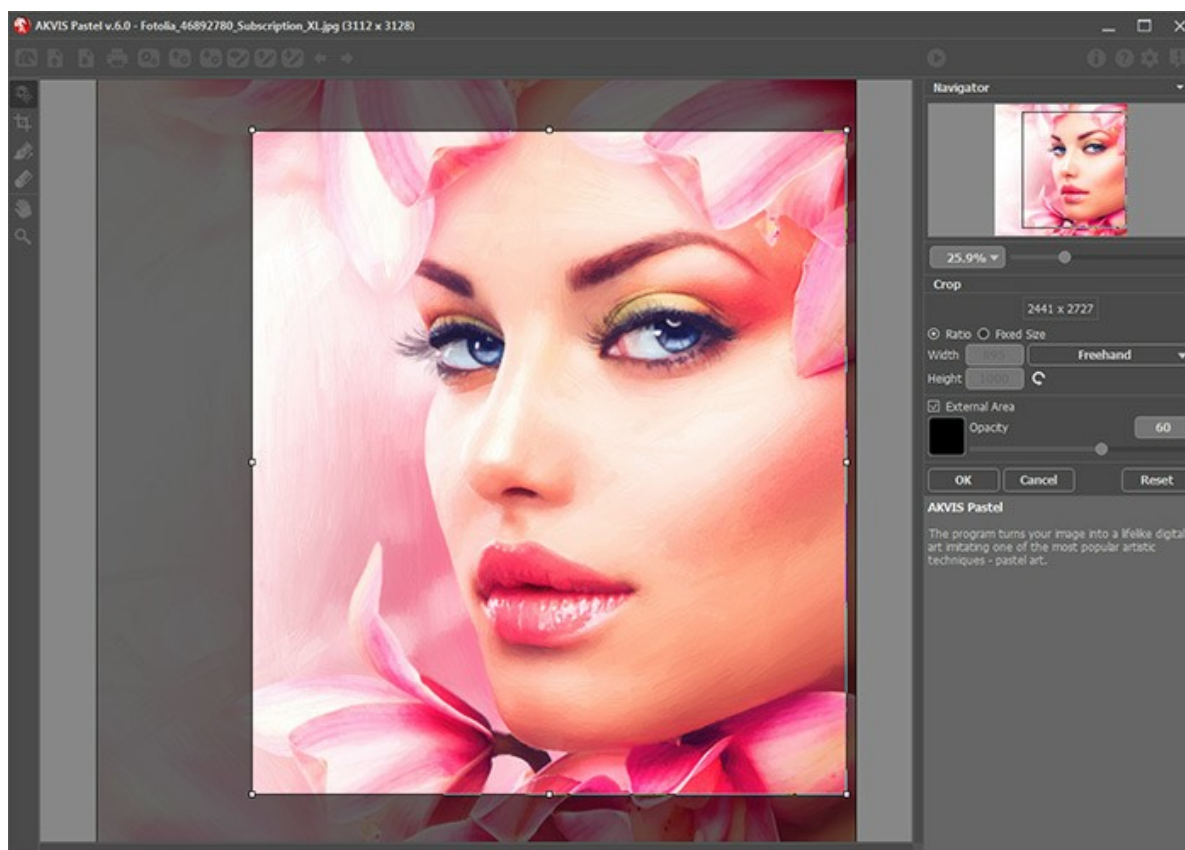 AKVIS Pastel v.6.0 - Fotolia_46892780_Subscription_XL.jpg (3112 x 3128)
Navigator
25.9%
Crop
2441 x 2727
Ratio Fixed Size
Width 895 Freehand
Height 1000
External Area
Opacity 60
OK Cancel Reset
AKVIS Pastel
The program turns your image into a lifelike digital
art imitating one of the most popular artistic
techniques - pastel art.